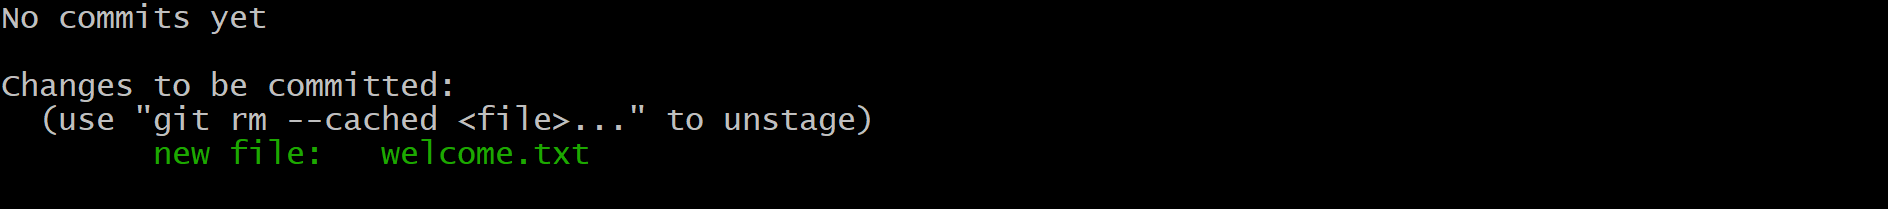 No commits yet
Changes to be committed:
(use "git rm --cached <file>..." to unstage)
new file: welcome.txt